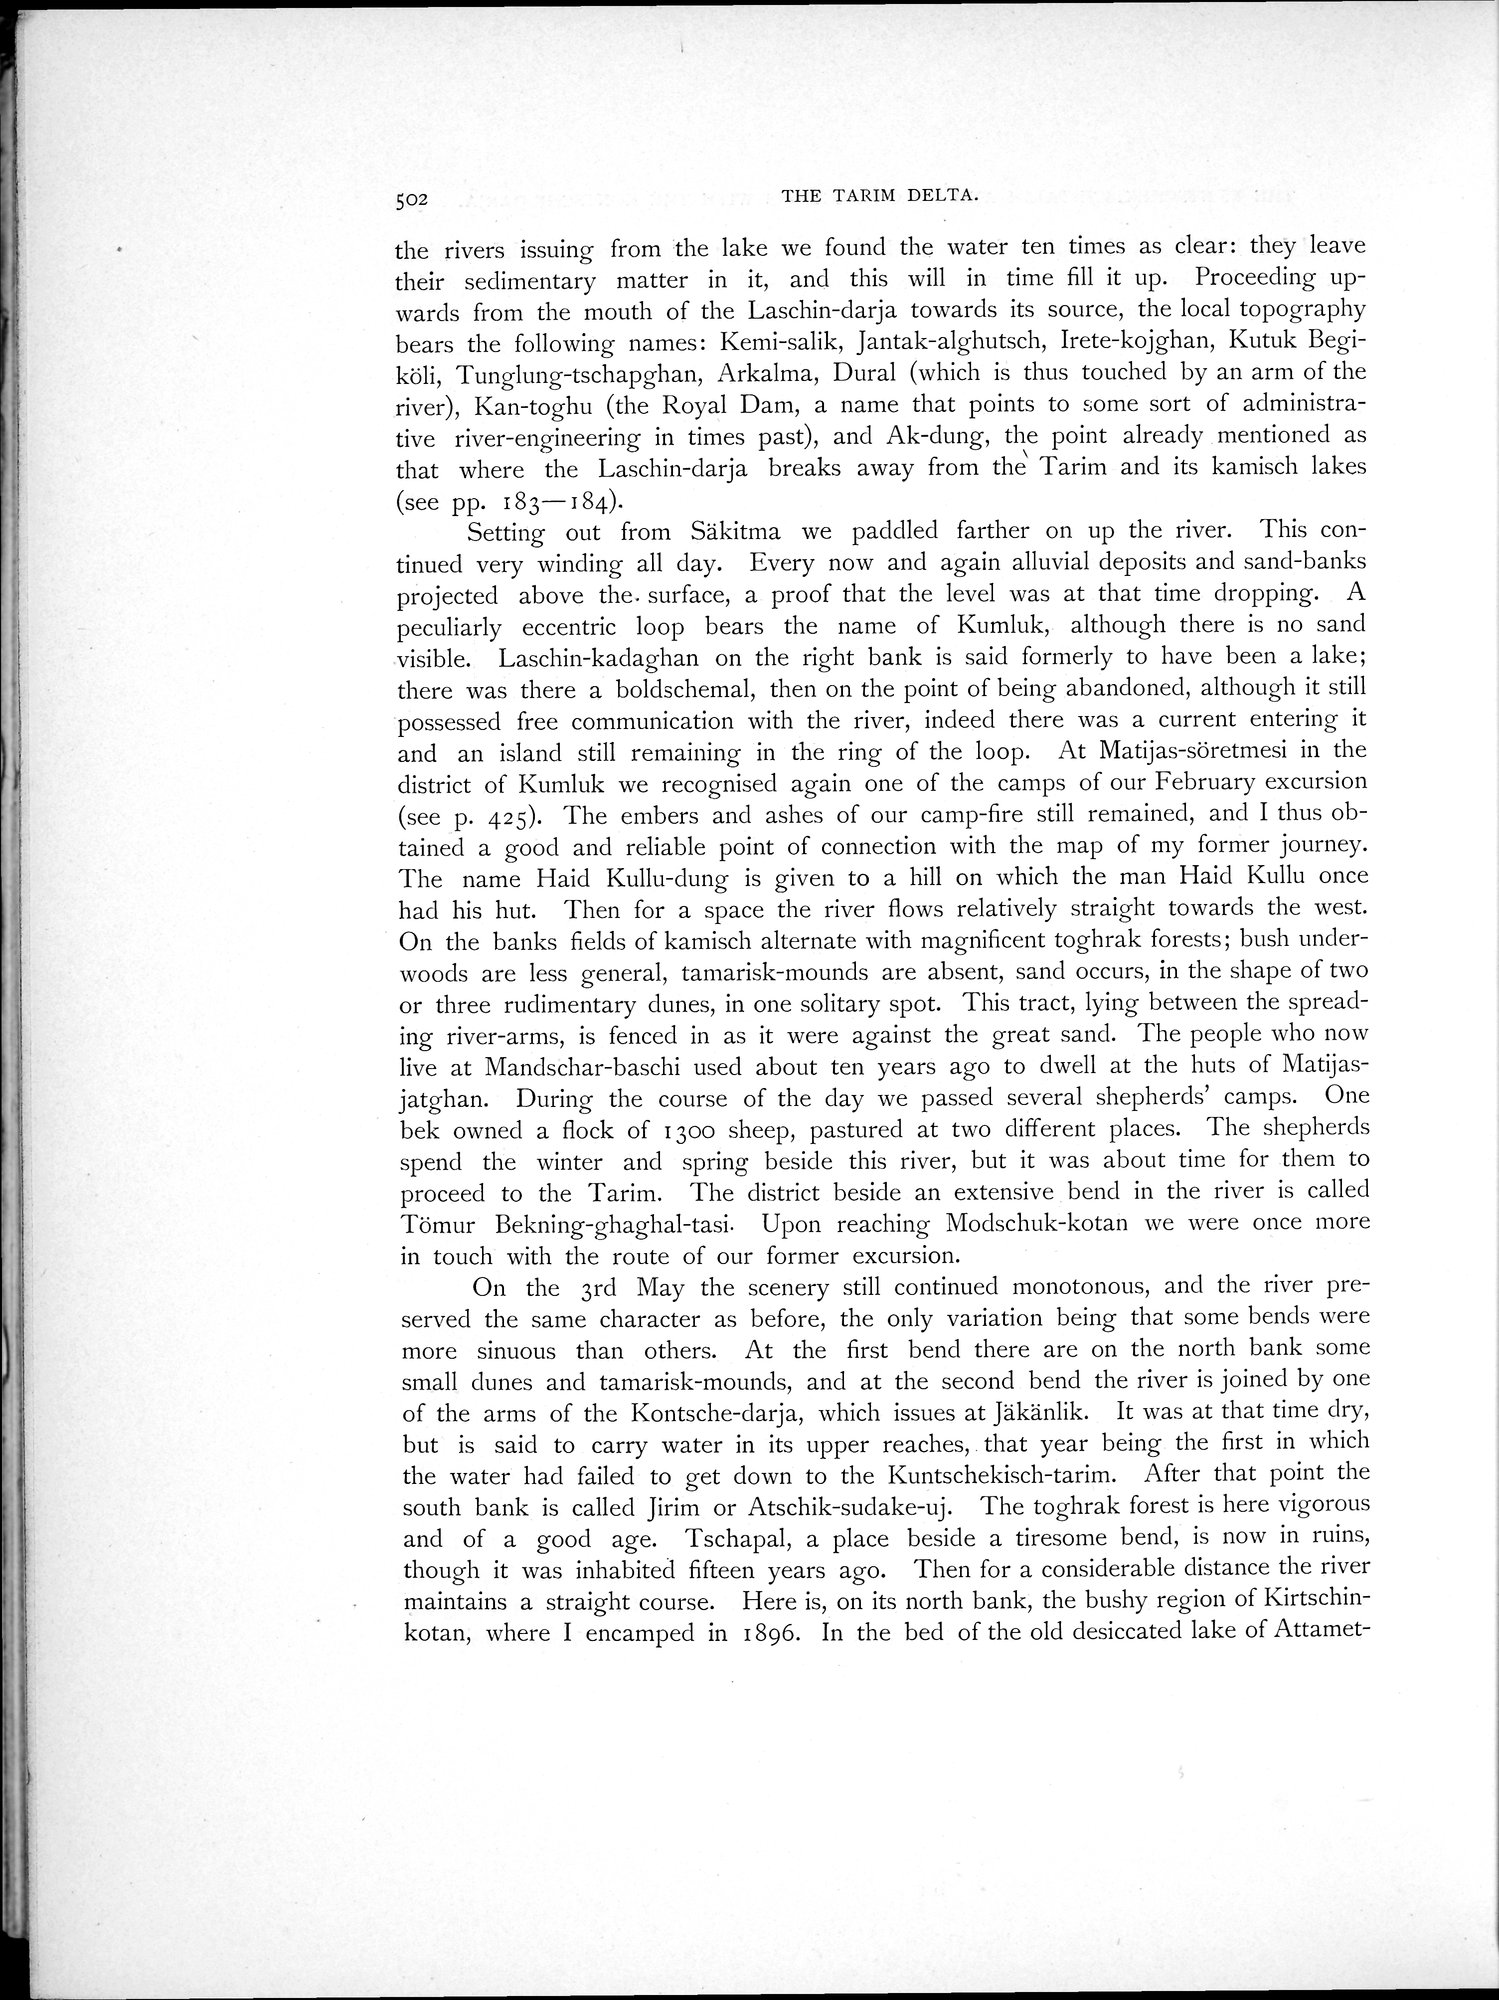 502
THE TARIM DELTA.
the rivers issuing from the lake we found the water ten times as clear: they leave
their sedimentary matter in it, and this will in time fill it up. Proceeding up-
wards from the mouth of the Laschin-darja towards its source, the local topography
bears the following names: Kemi-salik, Jantak-alghutsch, Irete-kojghan, Kutuk Begi-
köli, Tunglung-tschapghan, Arkalma, Dural (which is thus touched by an arm of the
river), Kan-toghu (the Royal Dam, a name that points to some sort of administra-
tive river-engineering in times past), and Ak-dung, the point already mentioned as
that where the Laschin-darja breaks away from the Tarim and its kamisch lakes
(see pp. 183—184).
Setting out from Säkitma we paddled farther on up the river. This con-
tinued very winding all day. Every now and again alluvial deposits and sand-banks
projected above the surface, a proof that the level was at that time dropping. A
peculiarly eccentric loop bears the name of Kumluk, although there is no sand
visible. Laschin-kadaghan on the right bank is said formerly to have been a lake;
there was there a boldschemal, then on the point of being abandoned, although it still
possessed free communication with the river, indeed there was a current entering it
and an island still remaining in the ring of the loop. At Matijas-söretmesi in the
district of Kumluk we recognised again one of the camps of our February excursion
(see p. 425). The embers and ashes of our camp-fire still remained, and I thus ob-
tained a good and reliable point of connection with the map of my former journey.
The name Haid Kullu-dung is given to a hill on which the man Haid Kullu once
had his hut. Then for a space the river flows relatively straight towards the west.
On the banks fields of kamisch alternate with magnificent toghrak forests; bush under-
woods are less general, tamarisk-mounds are absent, sand occurs, in the shape of two
or three rudimentary dunes, in one solitary spot. This tract, lying between the spread-
ing river-arms, is fenced in as it were against the great sand. The people who now
live at Mandschar-baschi used about ten years ago to dwell at the huts of Matijas-
jatghan. During the course of the day we passed several shepherds' camps. One
bek owned a flock of 1300 sheep, pastured at two different places. The shepherds
spend the winter and spring beside this river, but it was about time for them to
proceed to the Tarim. The district beside an extensive bend in the river is called
Tömur Bekning-ghaghal-tasi. Upon reaching Modschuk-kotan we were once more
in touch with the route of our former excursion.
On the 3rd May the scenery still continued monotonous, and the river pre-
served the same character as before, the only variation being that some bends were
more sinuous than others. At the first bend there are on the north bank some
small dunes and tamarisk-mounds, and at the second bend the river is joined by one
of the arms of the Kontsche-darja, which issues at Jäkänlik. It was at that time dry,
but is said to carry water in its upper reaches, that year being the first in which
the water had failed to get down to the Kuntschekisch-tarim. After that point the
south bank is called Jirim or Atschik-sudake-uj. The toghrak forest is here vigorous
and of a good age. Tschapal, a place beside a tiresome bend, is now in ruins,
though it was inhabited fifteen years ago. Then for a considerable distance the river
maintains a straight course. Here is, on its north bank, the bushy region of Kirtschin-
kotan, where I encamped in 1896. In the bed of the old desiccated lake of Attamet-